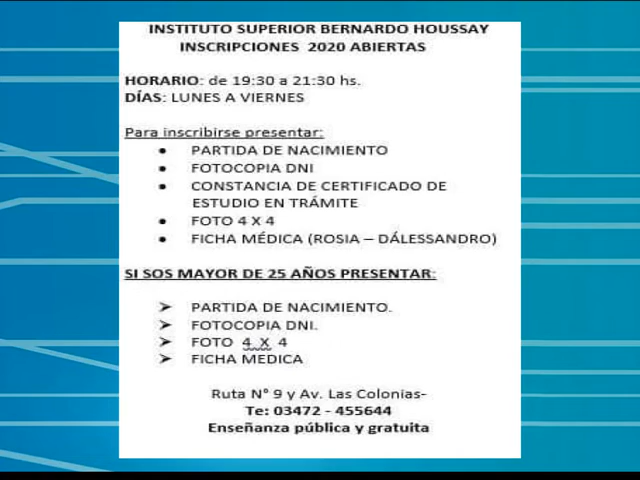 INSTITUTO SUPERIOR BERNARDO HOUSSAY
INSCRIPCIONES 2020 ABIERTAS
HORARIO: de 19:30 a 21:30 hs.
DÍAS: LUNES A VIERNES
Para inscribirse presentar:
• PARTIDA DE NACIMIENTO
• FOTOCOPIA DNI
• CONSTANCIA DE CERTIFICADO DE
ESTUDIO EN TRÁMITE
• FOTO 4 X 4
• FICHA MÉDICA (ROSIA – DÁLESSANDRO)
SI SOS MAYOR DE 25 AÑOS PRESENTAR:
➢ PARTIDA DE NACIMIENTO.
➢ FOTOCOPIA DNI.
➢ FOTO 4 X 4
➢ FICHA MEDICA
Ruta N° 9 y Av. Las Colonias-
Te: 03472 - 455644
Enseñanza pública y gratuita